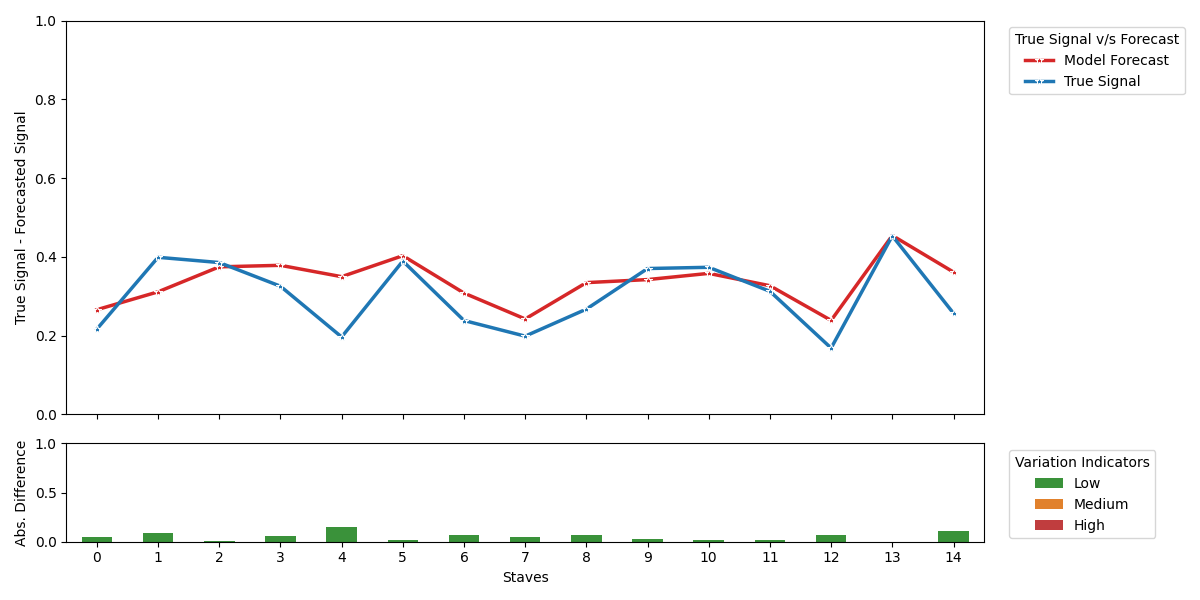 True Signal - Forecasted Signal
1.0
0.8
0.6
0.4
0.2
0.0
True Signal v/s Forecast
Model Forecast
True Signal
Abs. Difference
1.0
0.5
0.0
0 1 2 3 4 5 6 7 8 9 10 11 12 13 14
Staves
Variation Indicators
Low
Medium
High